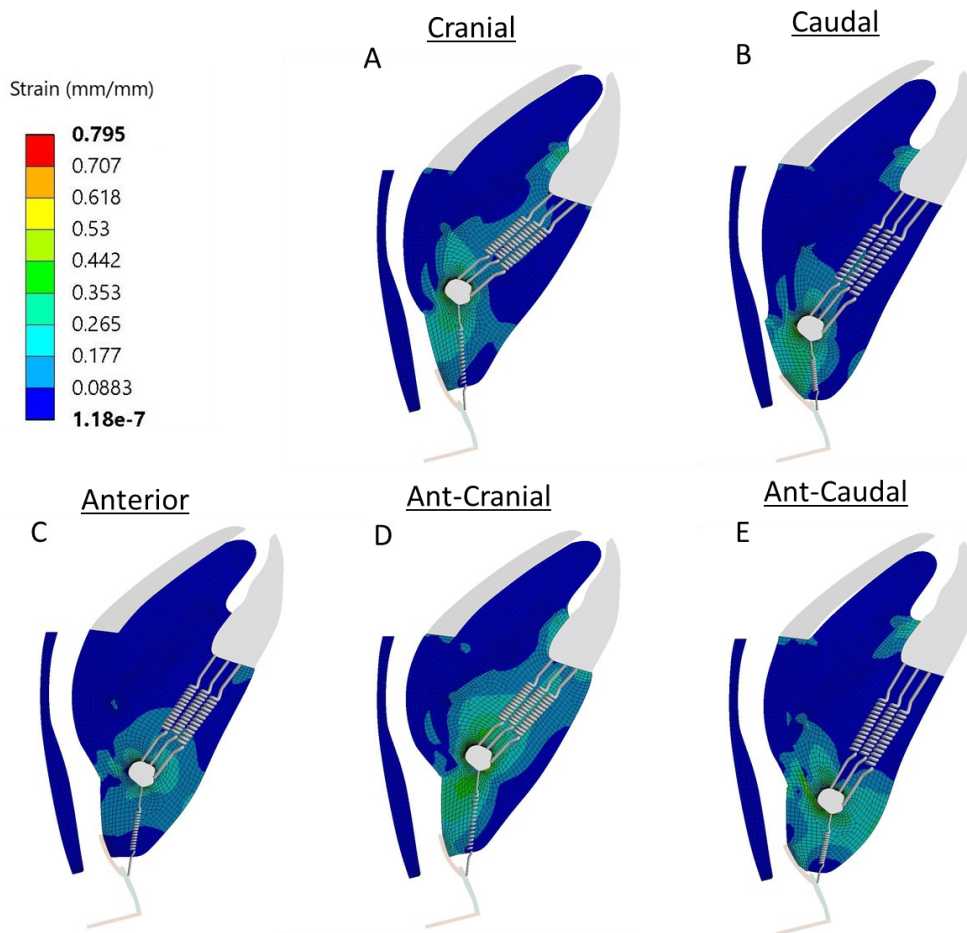 Cranial
Caudal
A
B
Strain (mm/mm)
0.795
0.707
0.618
0.53
0.442
0.353
0.265
0.177
0.0883
1.18e-7
Anterior
Ant-Cranial
Ant-Caudal
C
D
E